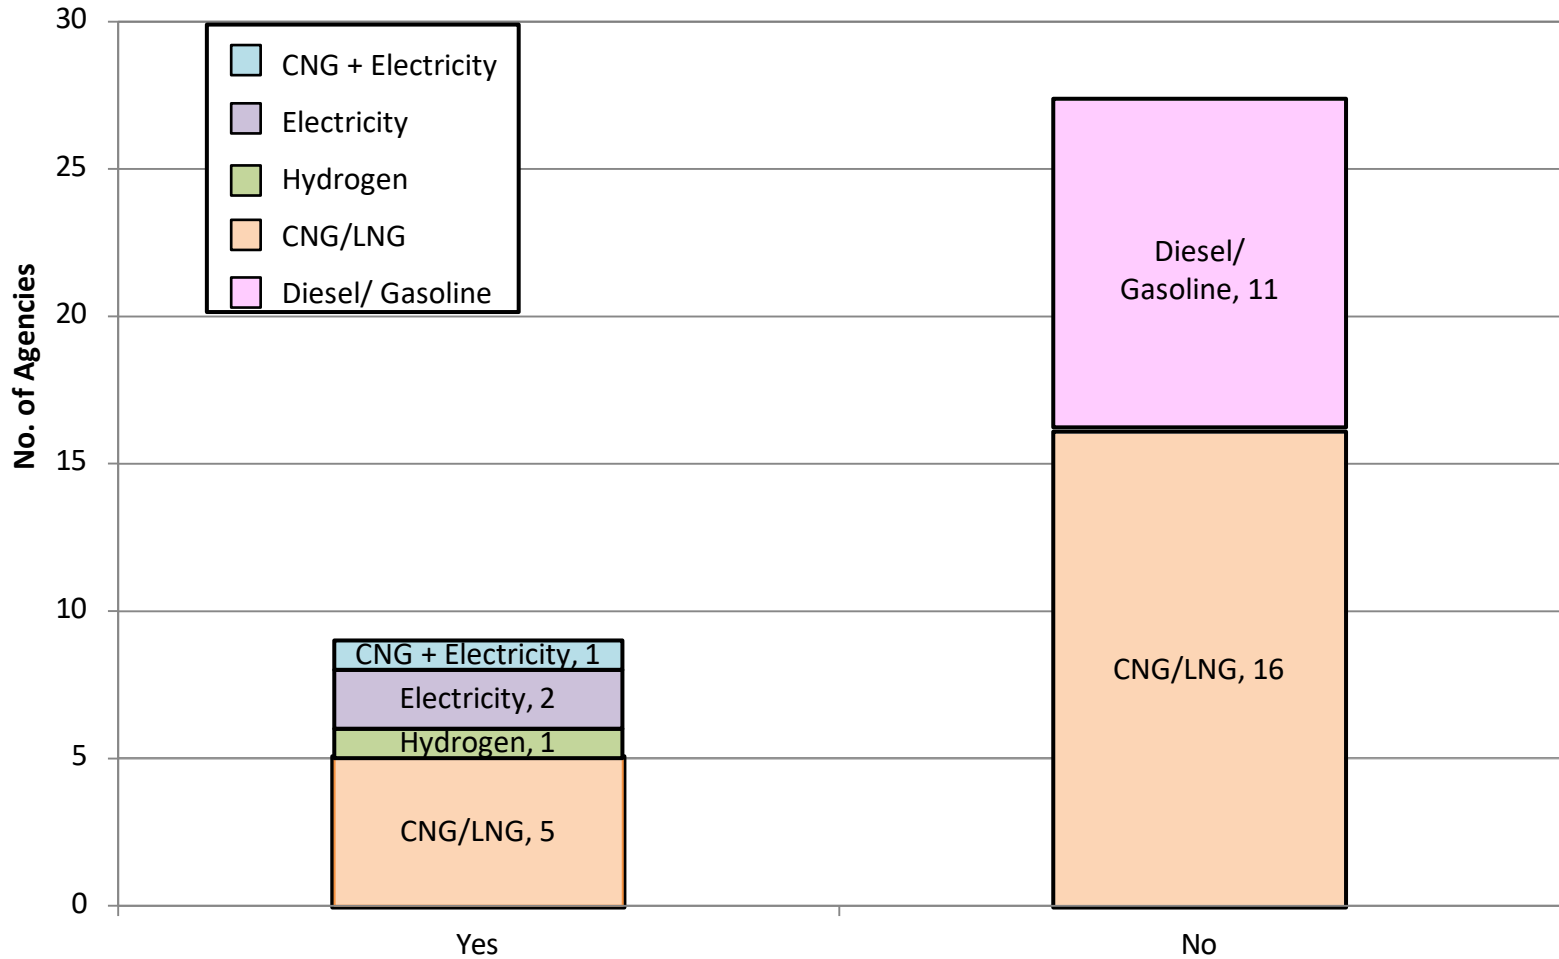 30
25
20
15
10
5
0
No. of Agencies
CNG + Electricity
Electricity
Hydrogen
CNG/LNG
Diesel/ Gasoline
CNG + Electricity, 1
Electricity, 2
Hydrogen, 1
CNG/LNG, 5
Diesel/
Gasoline, 11
CNG/LNG, 16
Yes
No